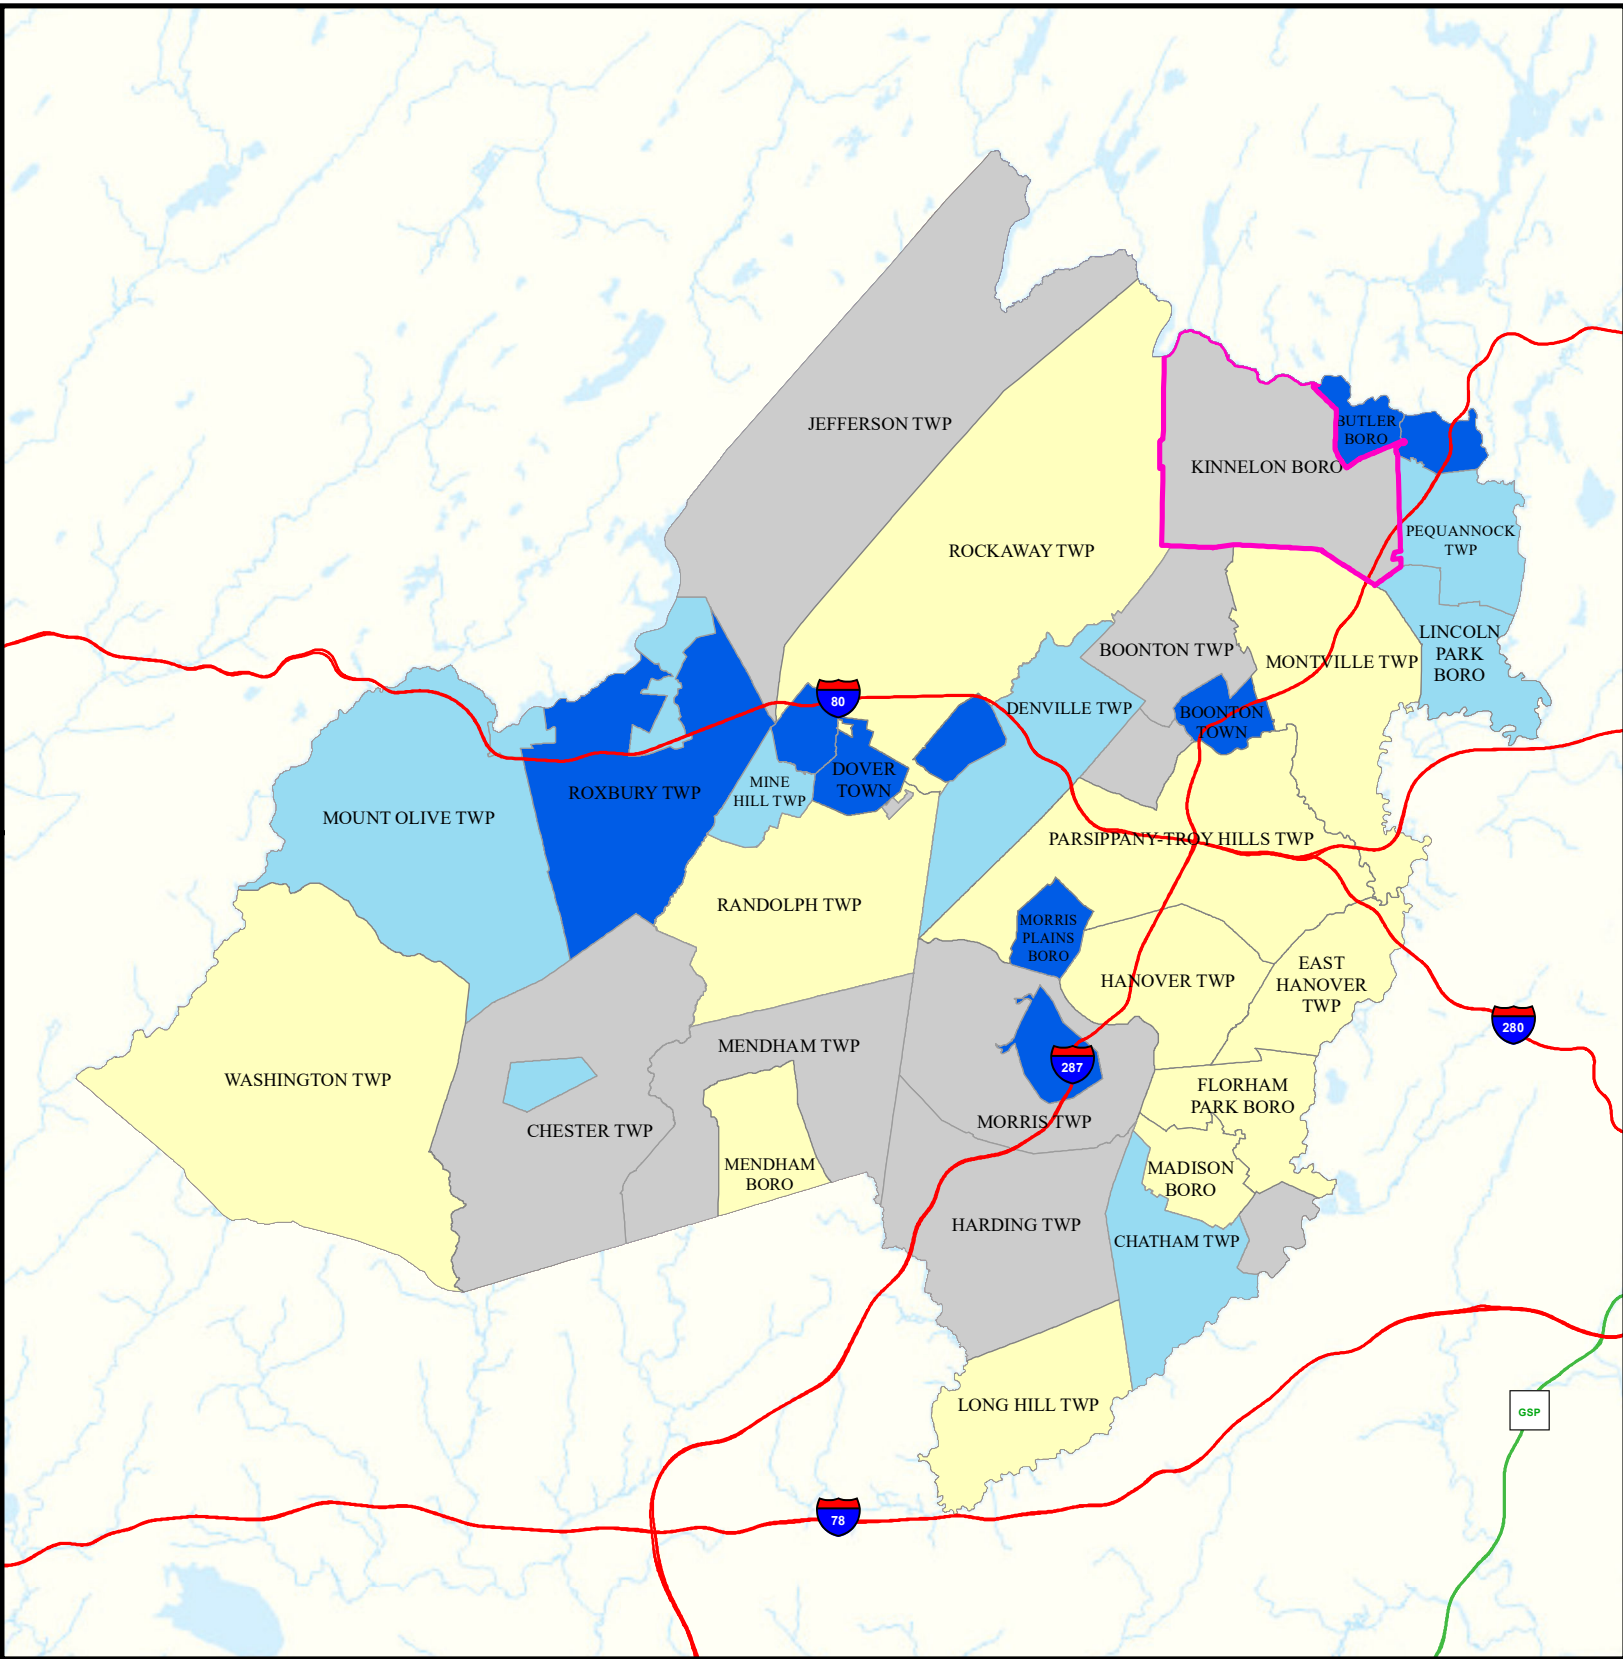 JEFFERSON TWP
BUTLER
BORO
KINNELON BORO
PEQUANNOCK
TWP
ROCKAWAY TWP
LINCOLN
PARK
BORO
BOONTON TWP
MONTVILLE TWP
80
DENVILLE TWP
BOONTON
TOWN
DOVER
TOWN
MINE
HILL TWP
ROXBURY TWP
MOUNT OLIVE TWP
PARSIPPANY-TROY HILLS TWP
RANDOLPH TWP
MORRIS
PLAINS
BORO
HANOVER TWP
EAST
HANOVER
TWP
280
MENDHAM TWP
287
WASHINGTON TWP
FLORHAM
PARK BORO
MORRIS TWP
CHESTER TWP
MENDHAM
BORO
MADISON
BORO
HARDING TWP
CHATHAM TWP
LONG HILL TWP
GSP
78